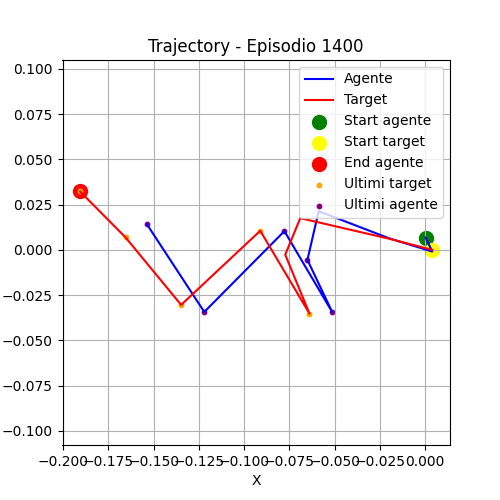 Trajectory - Episodio 1400
0.100
0.075
0.050
0.025
0.000
−0.025
−0.050
−0.075
−0.100
Agente
Target
Start agente
Start target
End agente
Ultimi target
Ultimi agente
−0.200 −0.175 −0.150 −0.125 −0.100 −0.075 −0.050 −0.025 0.000
X